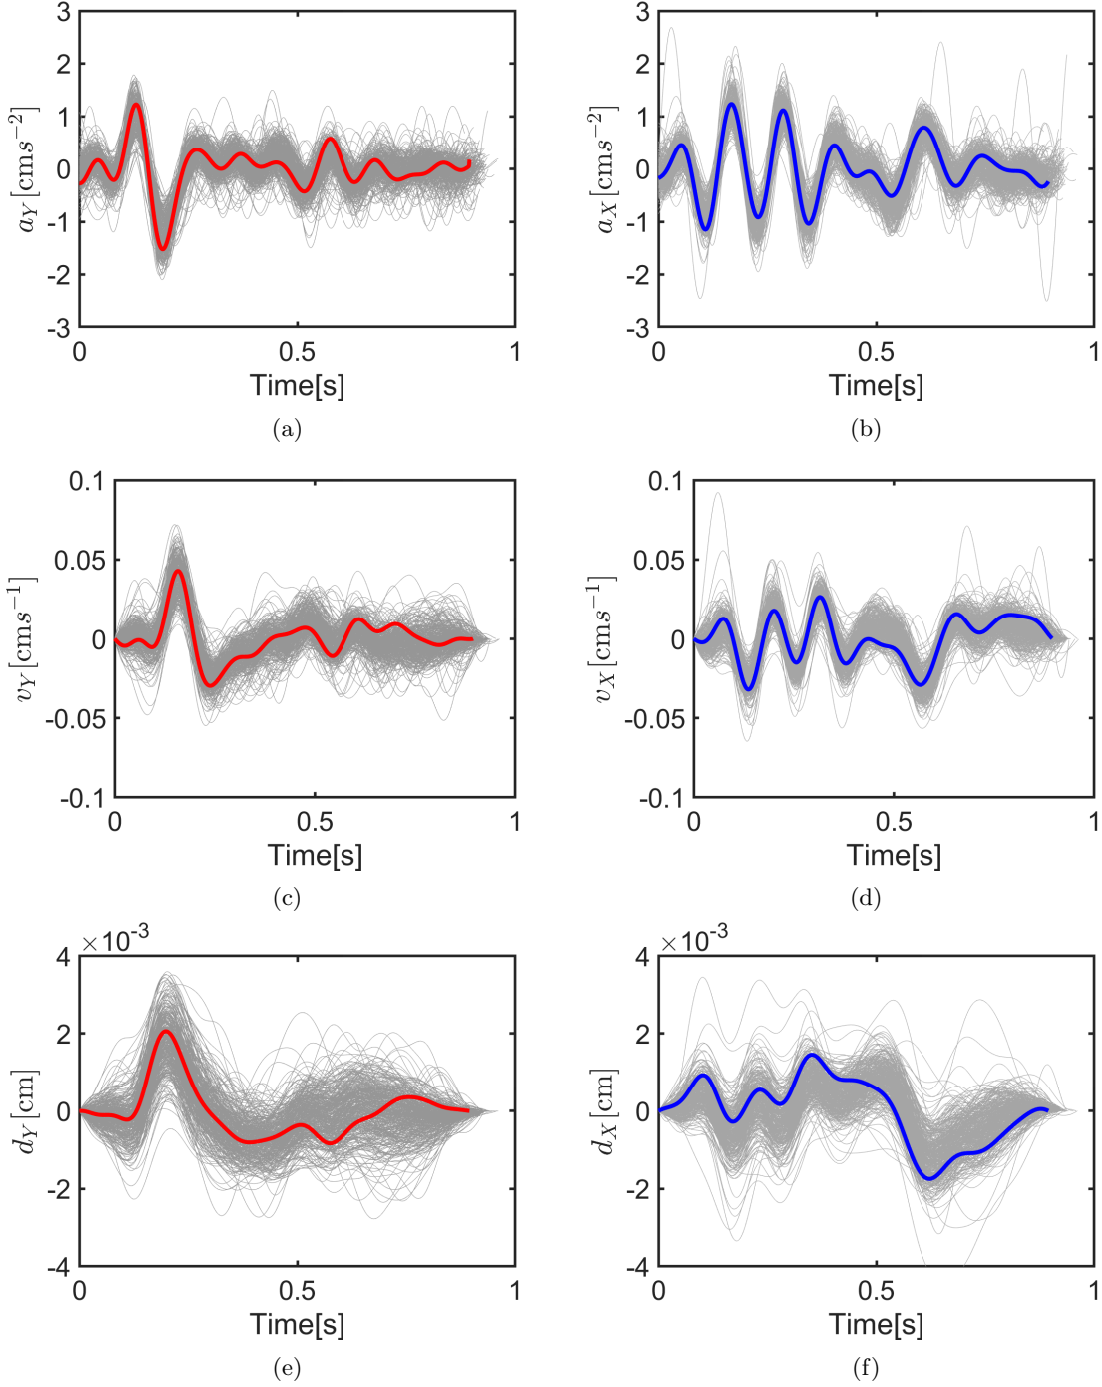 3
2
1
0
-1
-2
-3
a_Y [cms^{-2}]
0 0.5 1
Time[s]
(a)
3
2
1
0
-1
-2
-3
a_X [cms^{-2}]
0 0.5 1
Time[s]
(b)
0.1
0.05
0
-0.05
-0.1
v_Y [cms^{-1}]
0 0.5 1
Time[s]
(c)
0.1
0.05
0
-0.05
-0.1
v_X [cms^{-1}]
0 0.5 1
Time[s]
(d)
×10^{-3}
4
2
0
-2
-4
d_Y [cm]
0 0.5 1
Time[s]
(e)
×10^{-3}
4
2
0
-2
-4
d_X [cm]
0 0.5 1
Time[s]
(f)